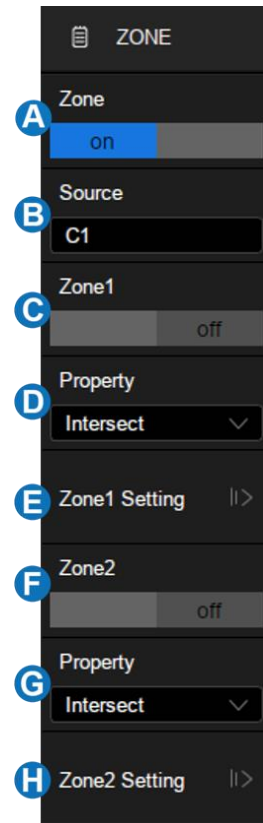 ZONE
A
Zone
on
B
Source
C1
C
Zone1
off
D
Property
Intersect
E
Zone1 Setting
F
Zone2
off
G
Property
Intersect
H
Zone2 Setting